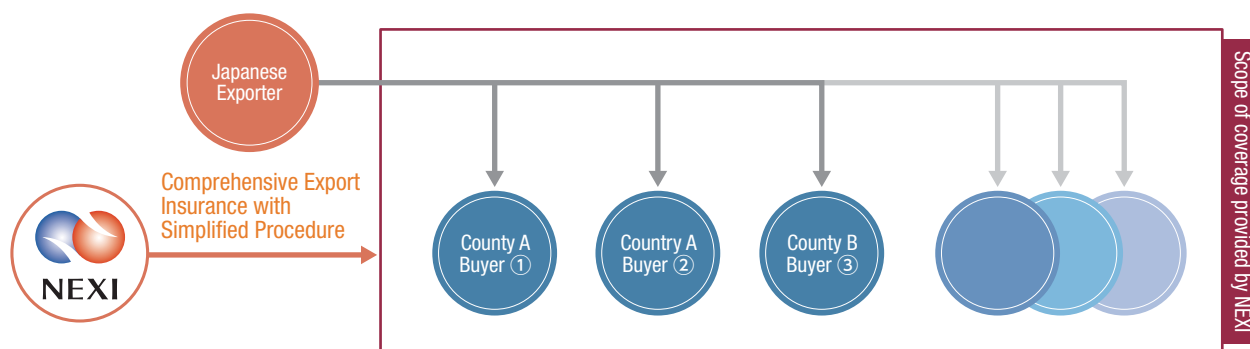 Japanese
Exporter
Comprehensive Export
Insurance with
Simplified Procedure
NEXI
County A
Buyer ①
Country A
Buyer ②
County B
Buyer ③
Scope of coverage provided by NEXI